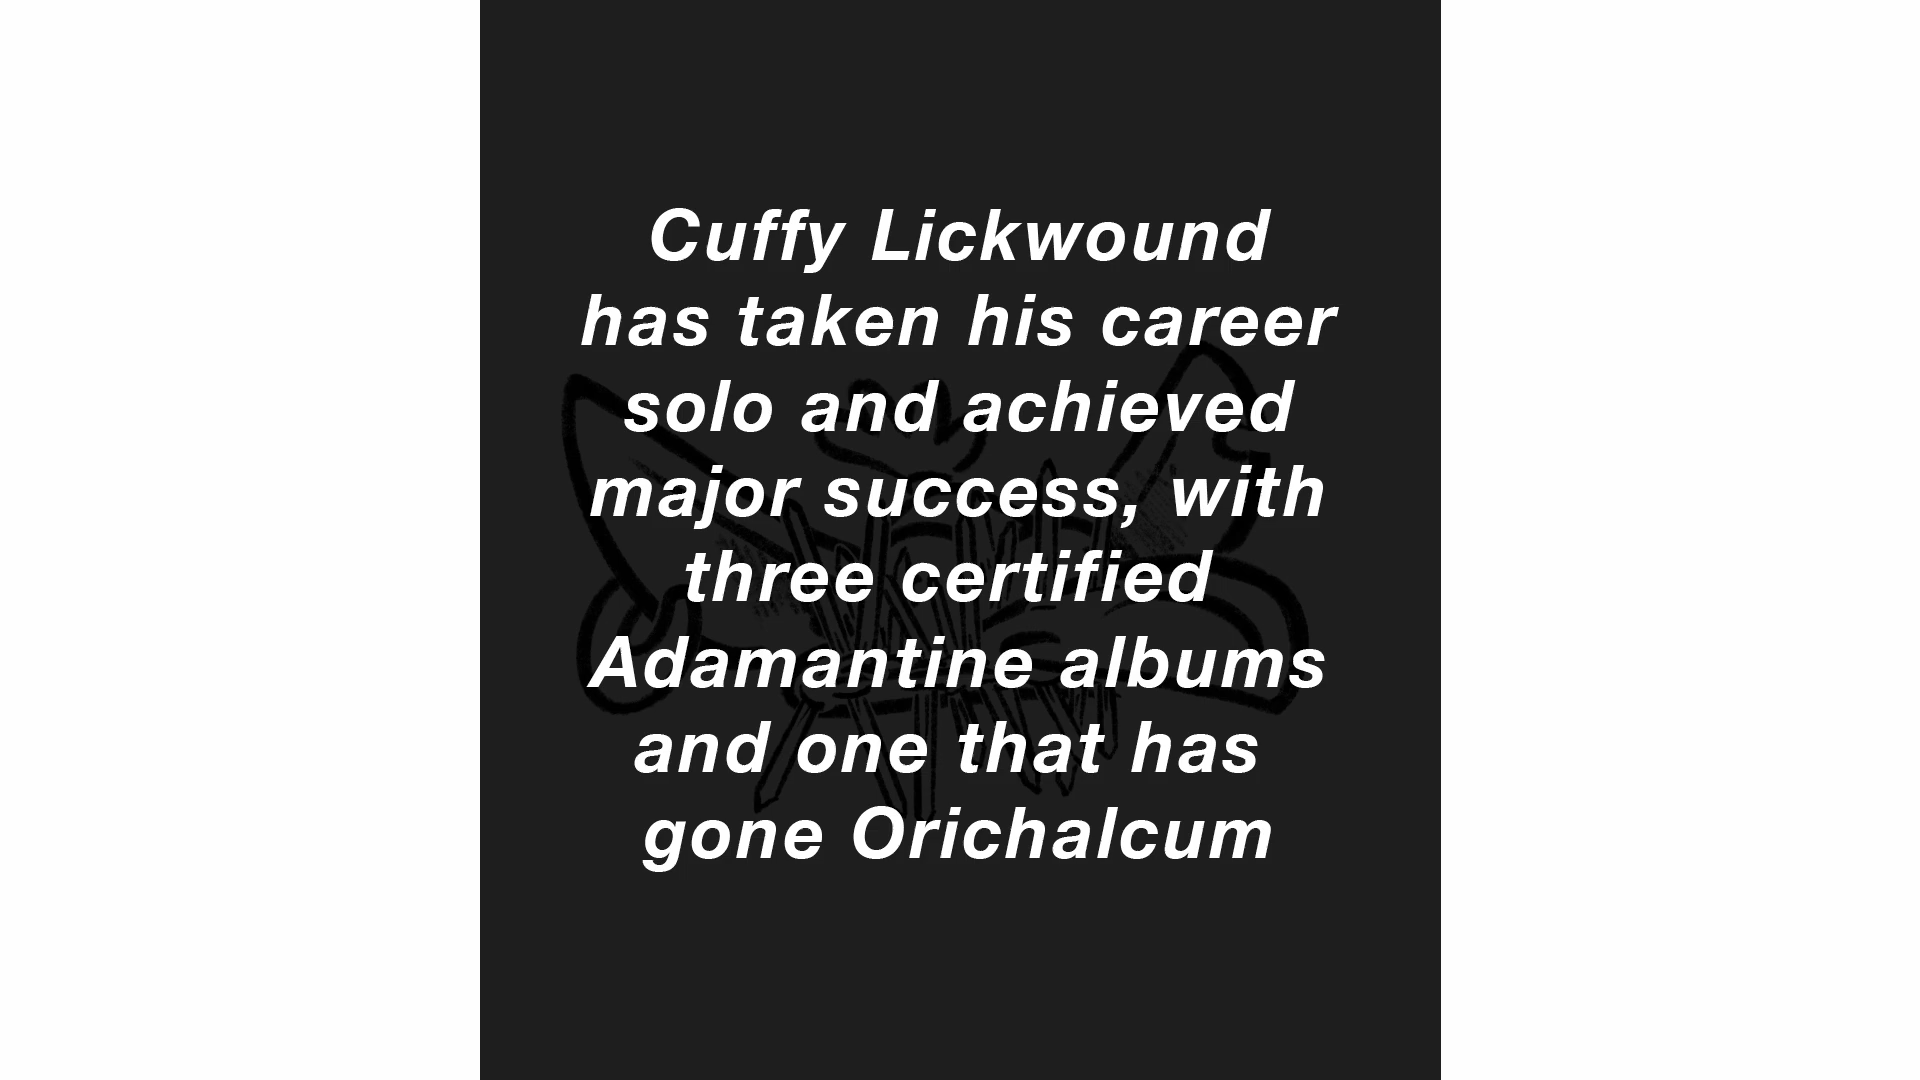 Cuffy Lickwound
has taken his career
solo and achieved
major success, with
three certified
Adamantine albums
and one that has
gone Orichalcum